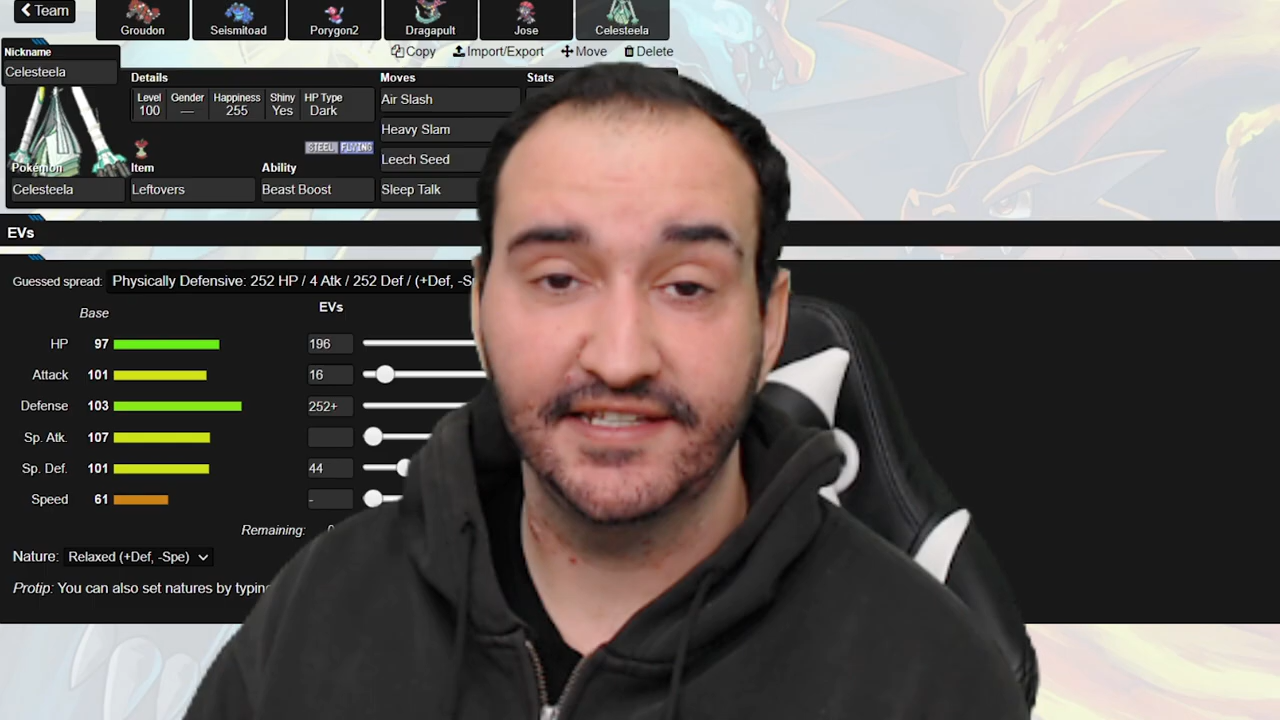 Team
Groudon
Seismitoad
Porygon2
Dragapult
Jose
Celesteela
Copy Import/Export Move Delete
Nickname
Celesteela
Details
Moves
Stats
Level
100
Gender
—
Happiness
255
Shiny
Yes
HP Type
Dark
Air Slash
Heavy Slam
Leech Seed
Sleep Talk
STEEL FLYING
Pokémon
Celesteela
Item
Leftovers
Ability
Beast Boost
EVs
Guessed spread: Physically Defensive: 252 HP / 4 Atk / 252 Def / (+Def, -Sp
Base
EVs
HP 97 196
Attack 101 16
Defense 103 252+
Sp. Atk. 107
Sp. Def. 101 44
Speed 61 -
Remaining:
Nature: Relaxed (+Def, -Spe)
Protip: You can also set natures by typing